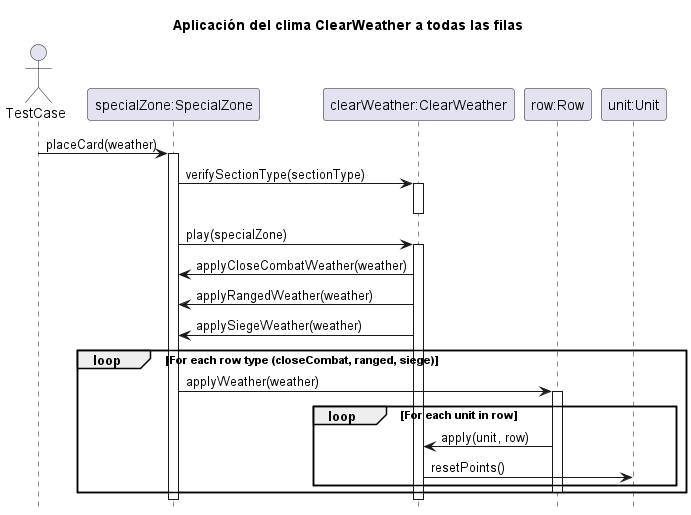 Aplicación del clima ClearWeather a todas las filas
TestCase
specialZone:SpecialZone
clearWeather:ClearWeather
row:Row
unit:Unit
placeCard(weather)
verifySectionType(sectionType)
play(specialZone)
applyCloseCombatWeather(weather)
applyRangedWeather(weather)
applySiegeWeather(weather)
loop [For each row type (closeCombat, ranged, siege)]
applyWeather(weather)
loop [For each unit in row]
apply(unit, row)
resetPoints()